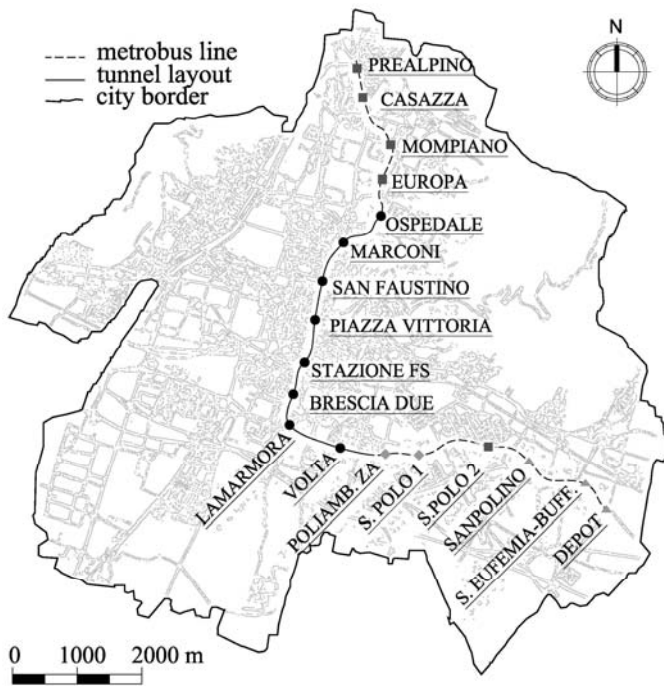 N
metrobus line
tunnel layout
city border
PREALPINO
CASAZZA
MOMPIANO
EUROPA
OSPEDALE
MARCONI
SAN FAUSTINO
PIAZZA VITTORIA
STAZIONE FS
BRESCIA DUE
LAMARMORA
VOLTA
POLIAMB. ZA
S. POLO 1
S.POLO 2
SANPOLINO
S. EUFEMIA-BUFF.
DEPOT
0 1000 2000 m